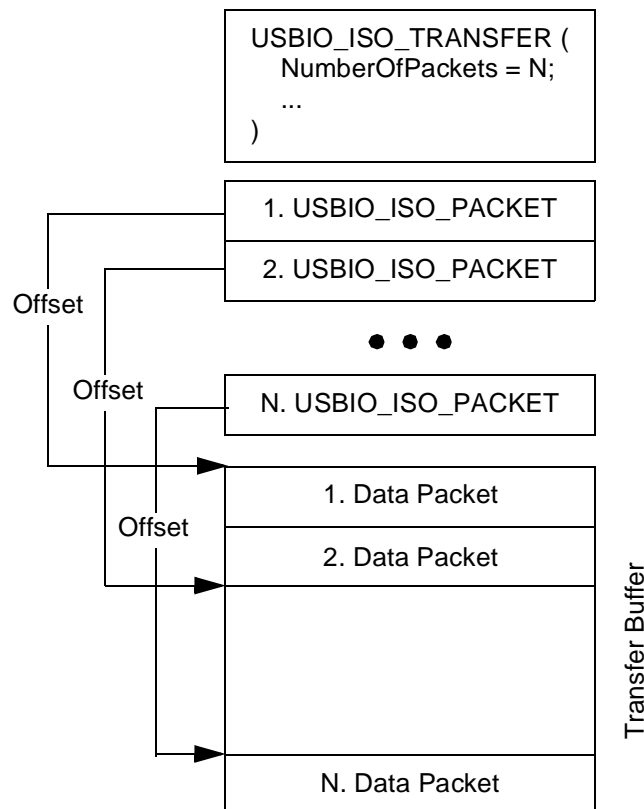 USBIO_ISO_TRANSFER (
NumberOfPackets = N;
...
)
1. USBIO_ISO_PACKET
2. USBIO_ISO_PACKET
Offset
Offset
N. USBIO_ISO_PACKET
1. Data Packet
Offset
2. Data Packet
Transfer Buffer
N. Data Packet